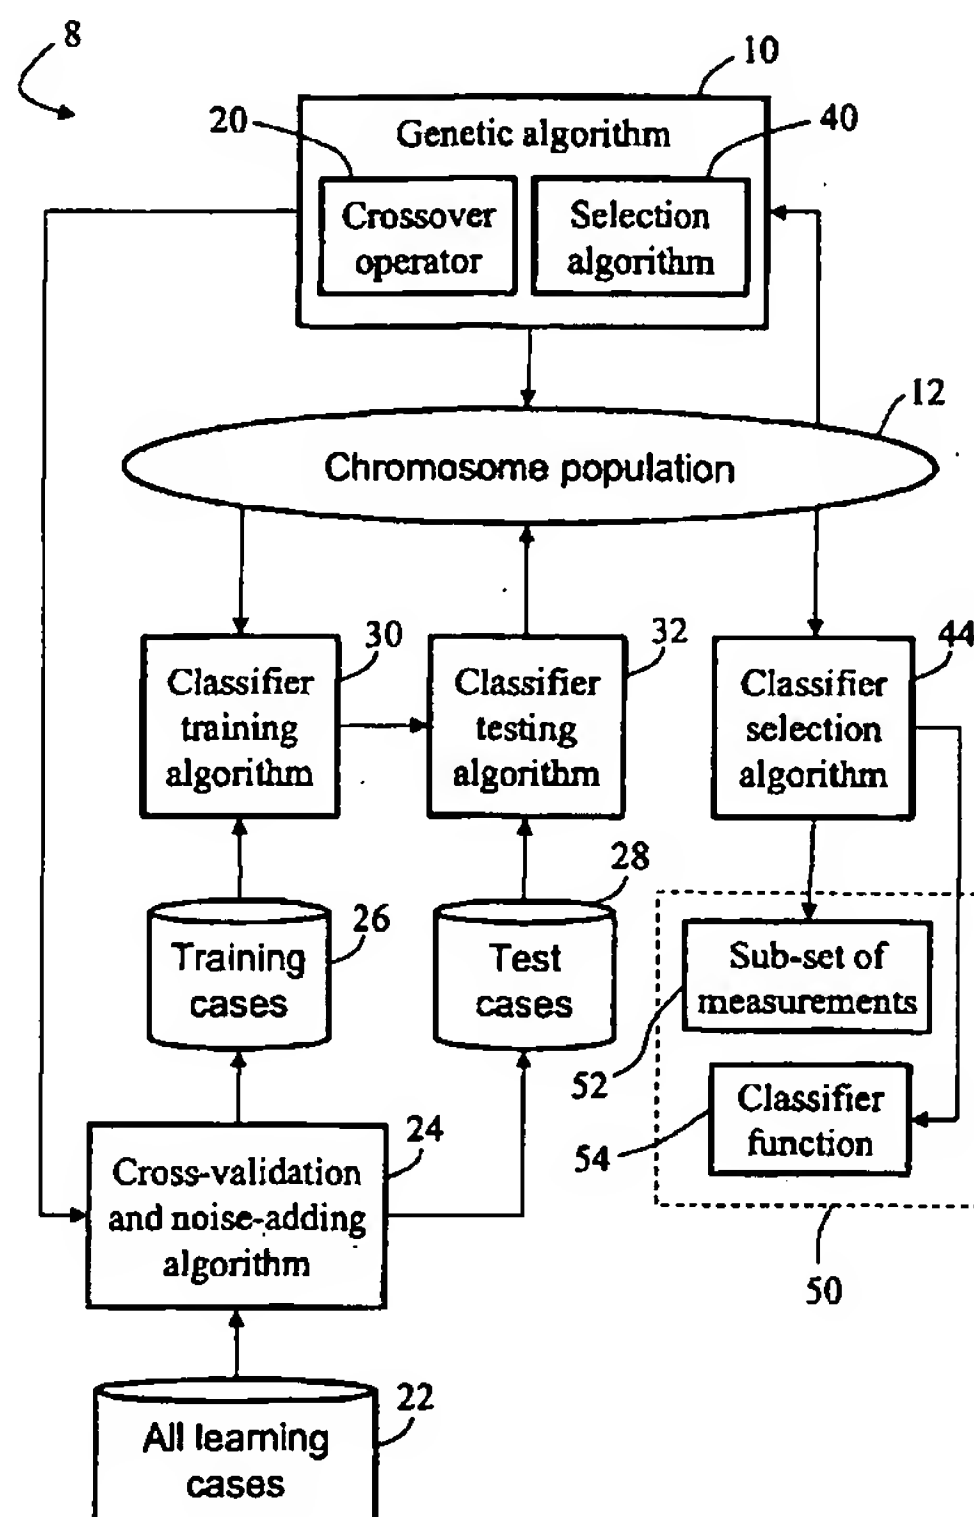 8
10
20
Genetic algorithm
40
Crossover
operator
Selection
algorithm
12
Chromosome population
30
32
44
Classifier
training
algorithm
Classifier
testing
algorithm
Classifier
selection
algorithm
26
28
Training
cases
Test
cases
Sub-set of
measurements
52
Classifier
function
54
24
Cross-validation
and noise-adding
algorithm
50
22
All learning
cases